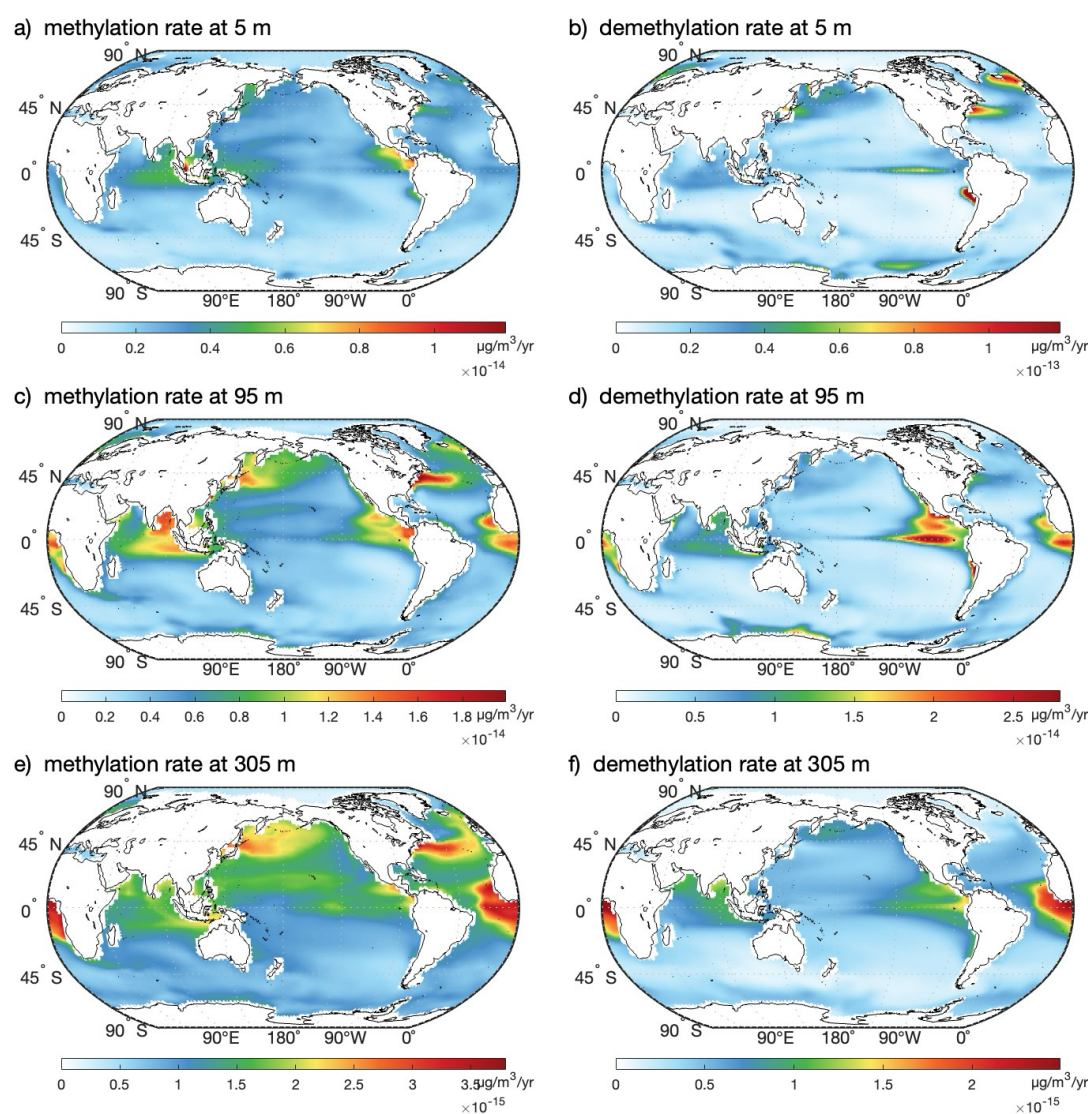 a) methylation rate at 5 m
b) demethylation rate at 5 m
90° N
45° N
0°
45° S
90° S
90°E 180° 90°W 0°
0 0.2 0.4 0.6 0.8 1 µg/m³/yr
×10⁻¹⁴
90° N
45° N
0°
45° S
90° S
90°E 180° 90°W 0°
0 0.2 0.4 0.6 0.8 1 µg/m³/yr
×10⁻¹³
c) methylation rate at 95 m
d) demethylation rate at 95 m
90° N
45° N
0°
45° S
90° S
90°E 180° 90°W 0°
0 0.2 0.4 0.6 0.8 1 1.2 1.4 1.6 1.8 µg/m³/yr
×10⁻¹⁴
90° N
45° N
0°
45° S
90° S
90°E 180° 90°W 0°
0 0.5 1 1.5 2 2.5 µg/m³/yr
×10⁻¹⁴
e) methylation rate at 305 m
f) demethylation rate at 305 m
90° N
45° N
0°
45° S
90° S
90°E 180° 90°W 0°
0 0.5 1 1.5 2 2.5 3 3.5 µg/m³/yr
×10⁻¹⁵
90° N
45° N
0°
45° S
90° S
90°E 180° 90°W 0°
0 0.5 1 1.5 2 µg/m³/yr
×10⁻¹⁵